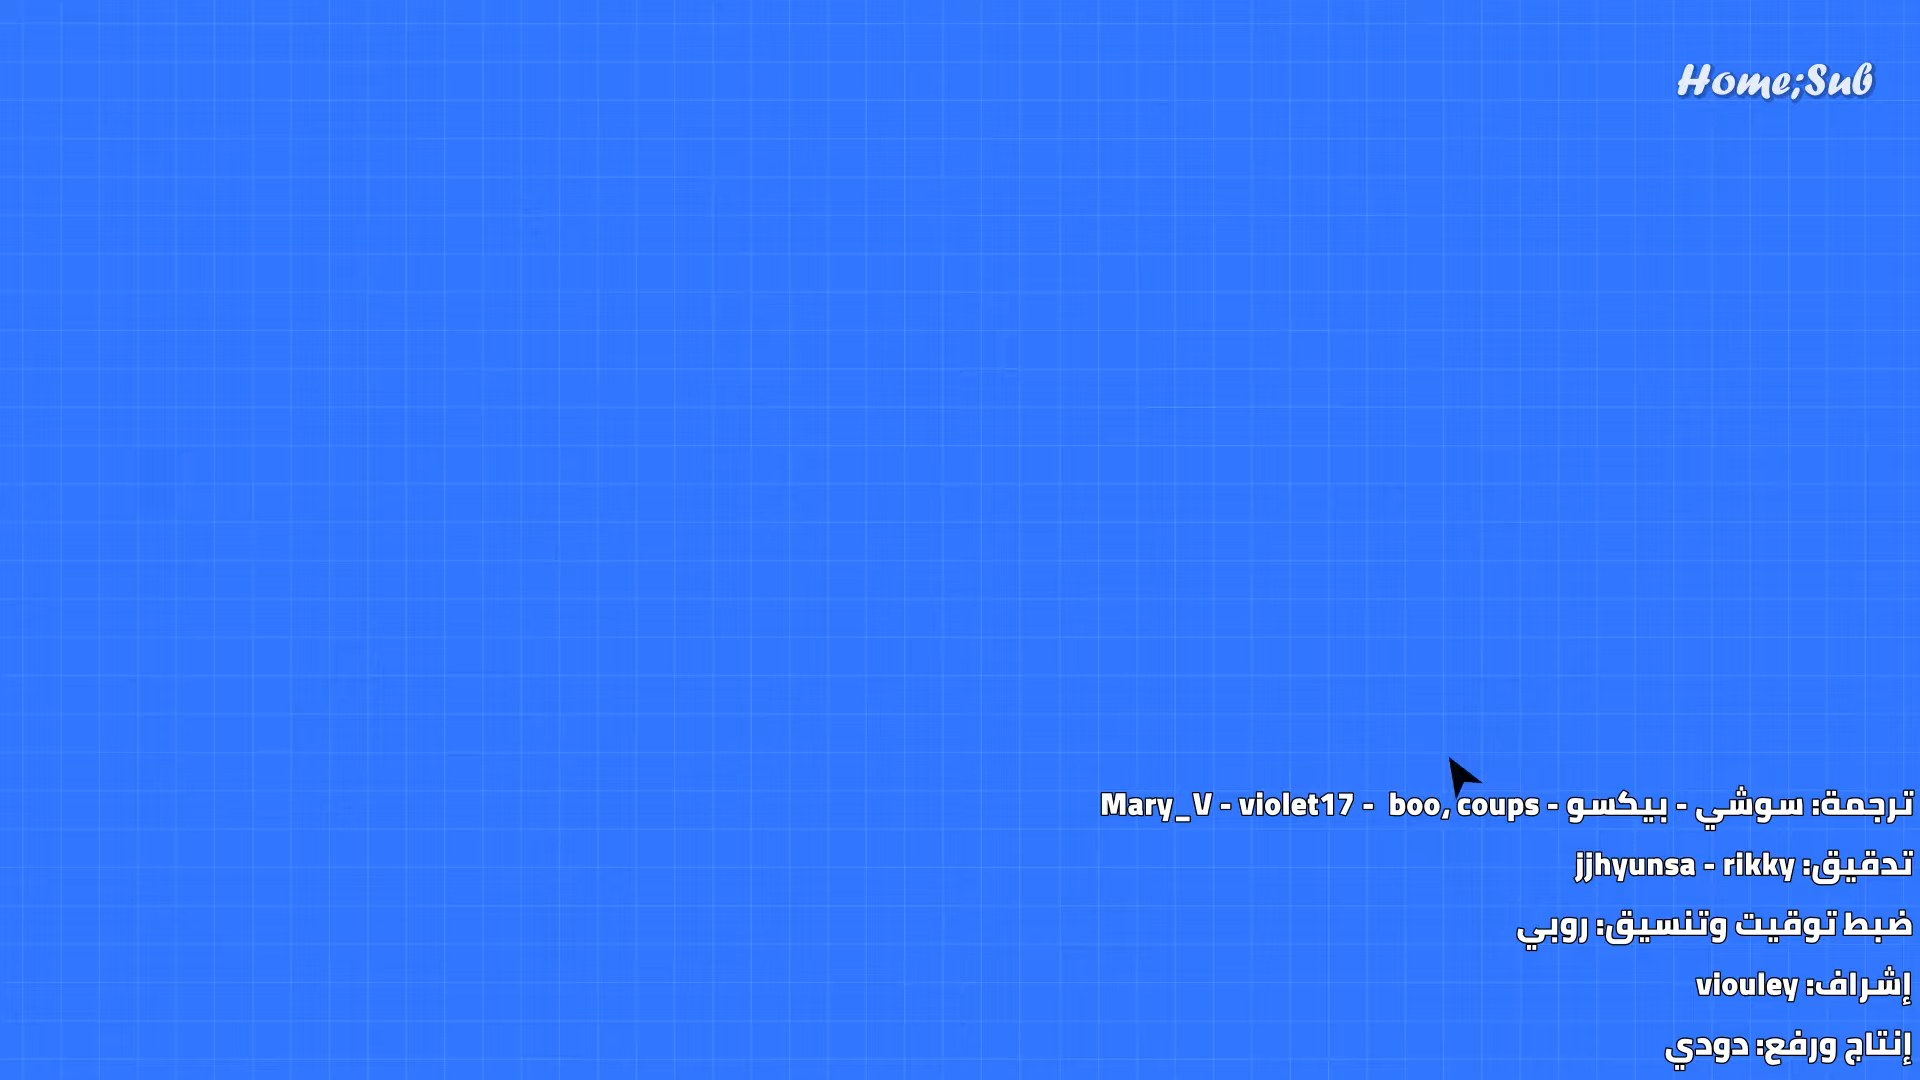 Home;Sub
ترجمة: سوشي - بيكسو - Mary_V - violet17 -  boo, coups
تدقيق: jjhyunsa - rikky
ضبط توقيت وتنسيق: روبي
إشراف: viouley
إنتاج ورفع: دودي